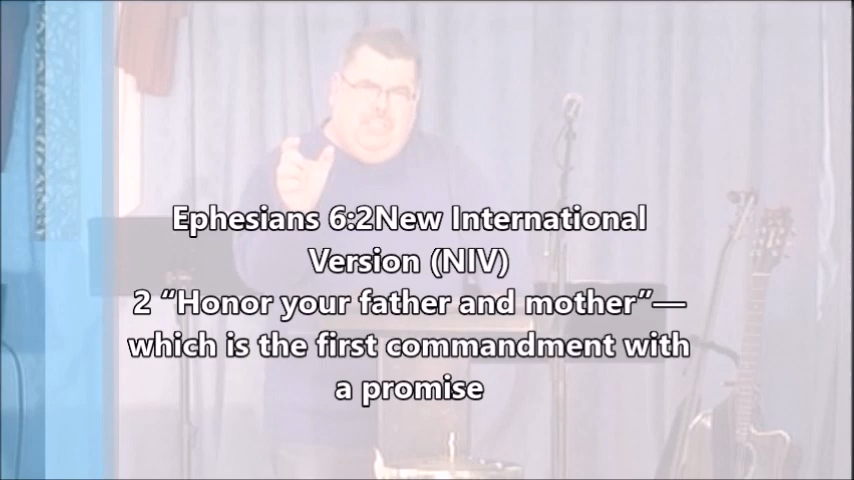 Ephesians 6:2New International
Version (NIV)
2 “Honor your father and mother”—
which is the first commandment with
a promise